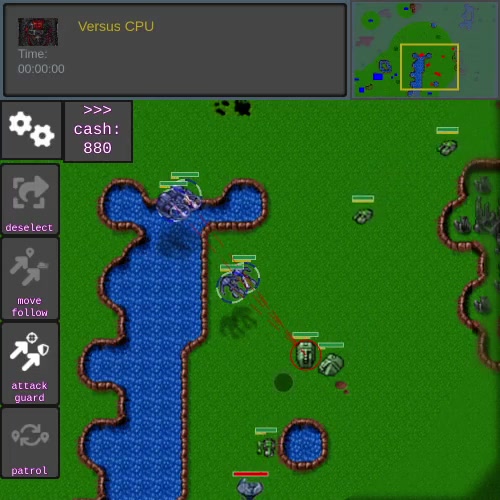 Versus CPU
Time:
00:00:00
>>>
cash:
880
deselect
move
follow
attack
guard
patrol